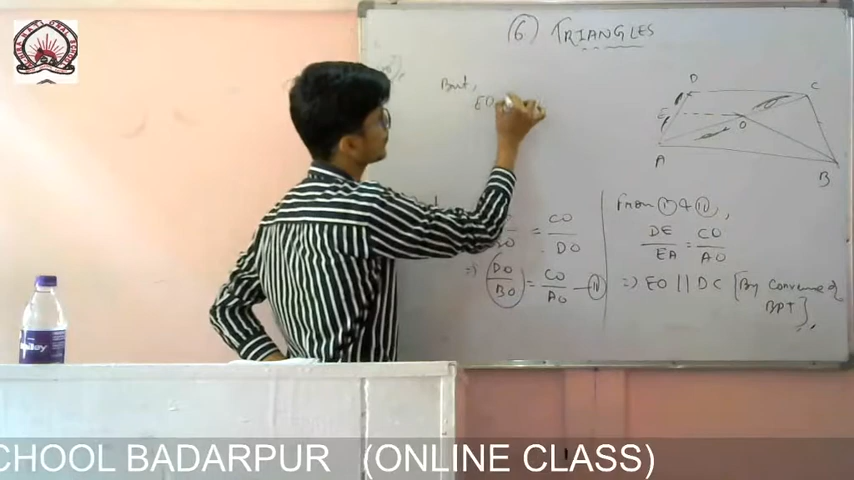 6 TRIANGLES
But,
EO
D
C
E
O
A
B
CO
= DO
=> DO = CO — II
BO AO
From I & II,
DE = CO
EA AO
=> EO || DC [By converse of
BPT].
CHOOL BADARPUR (ONLINE CLASS)